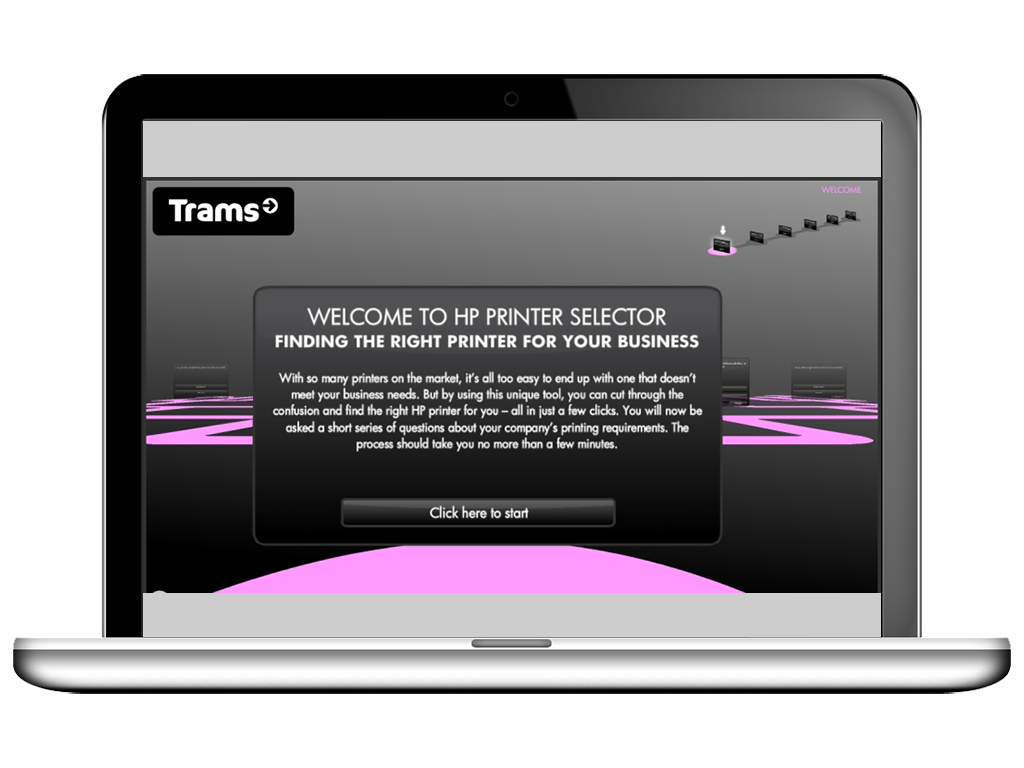 Trams
WELCOME
WELCOME TO HP PRINTER SELECTOR
FINDING THE RIGHT PRINTER FOR YOUR BUSINESS
With so many printers on the market, it's all too easy to end up with one that doesn't
meet your business needs. But by using this unique tool, you can cut through the
confusion and find the right HP printer for you – all in just a few clicks. You will now be
asked a short series of questions about your company's printing requirements. The
process should take you no more than a few minutes.
Click here to start